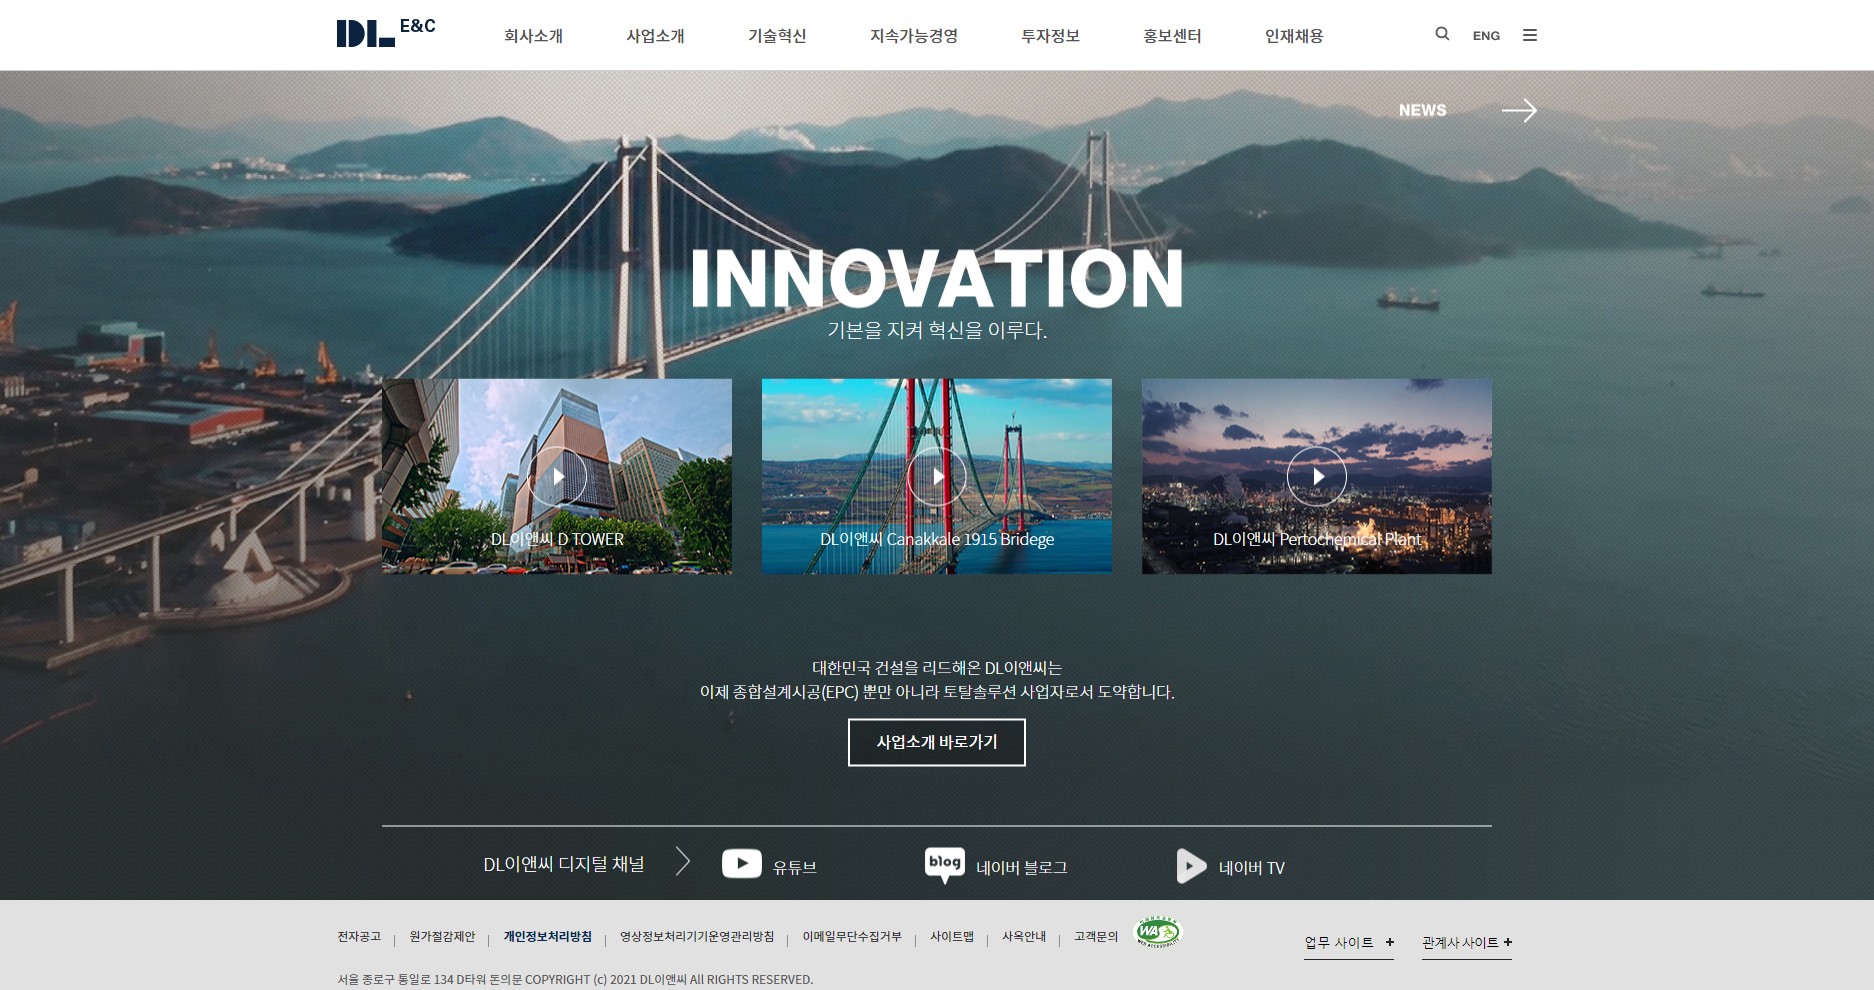 DL E&C
회사소개
사업소개
기술혁신
지속가능경영
투자정보
홍보센터
인재채용
ENG
NEWS
INNOVATION
기본을 지켜 혁신을 이루다.
DL이앤씨 D TOWER
DL이앤씨 Canakkale 1915 Bridege
DL이앤씨 Pertochemical Plant
대한민국 건설을 리드해온 DL이앤씨는
이제 종합설계시공(EPC) 뿐만 아니라 토탈솔루션 사업자로서 도약합니다.
사업소개 바로가기
DL이앤씨 디지털 채널
유튜브
blog 네이버 블로그
네이버 TV
전자공고
원가절감제안
개인정보처리방침
영상정보처리기기운영관리방침
이메일무단수집거부
사이트맵
사옥안내
고객문의
WA
WEB ACCESSIBILITY
업무 사이트 +
관계사 사이트 +
서울 종로구 통일로 134 D타워 돈의문 COPYRIGHT (c) 2021 DL이앤씨 All RIGHTS RESERVED.